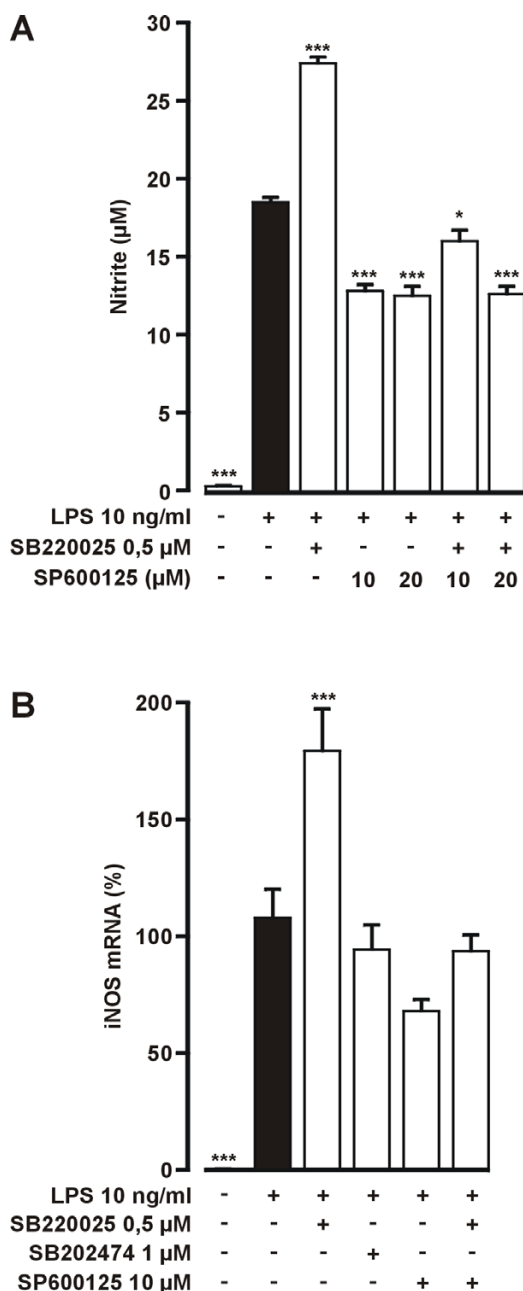 A
30
***
25
20
*
15
*** *** ***
10
5
***
0
Nitrite (µM)
LPS 10 ng/ml - + + + + + +
SB220025 0,5 µM - - + - - + +
SP600125 (µM) - - - 10 20 10 20
B
200
***
150
100
50
***
0
iNOS mRNA (%)
LPS 10 ng/ml - + + + + +
SB220025 0,5 µM - - + - - +
SB202474 1 µM - - - + - -
SP600125 10 µM - - - - + +